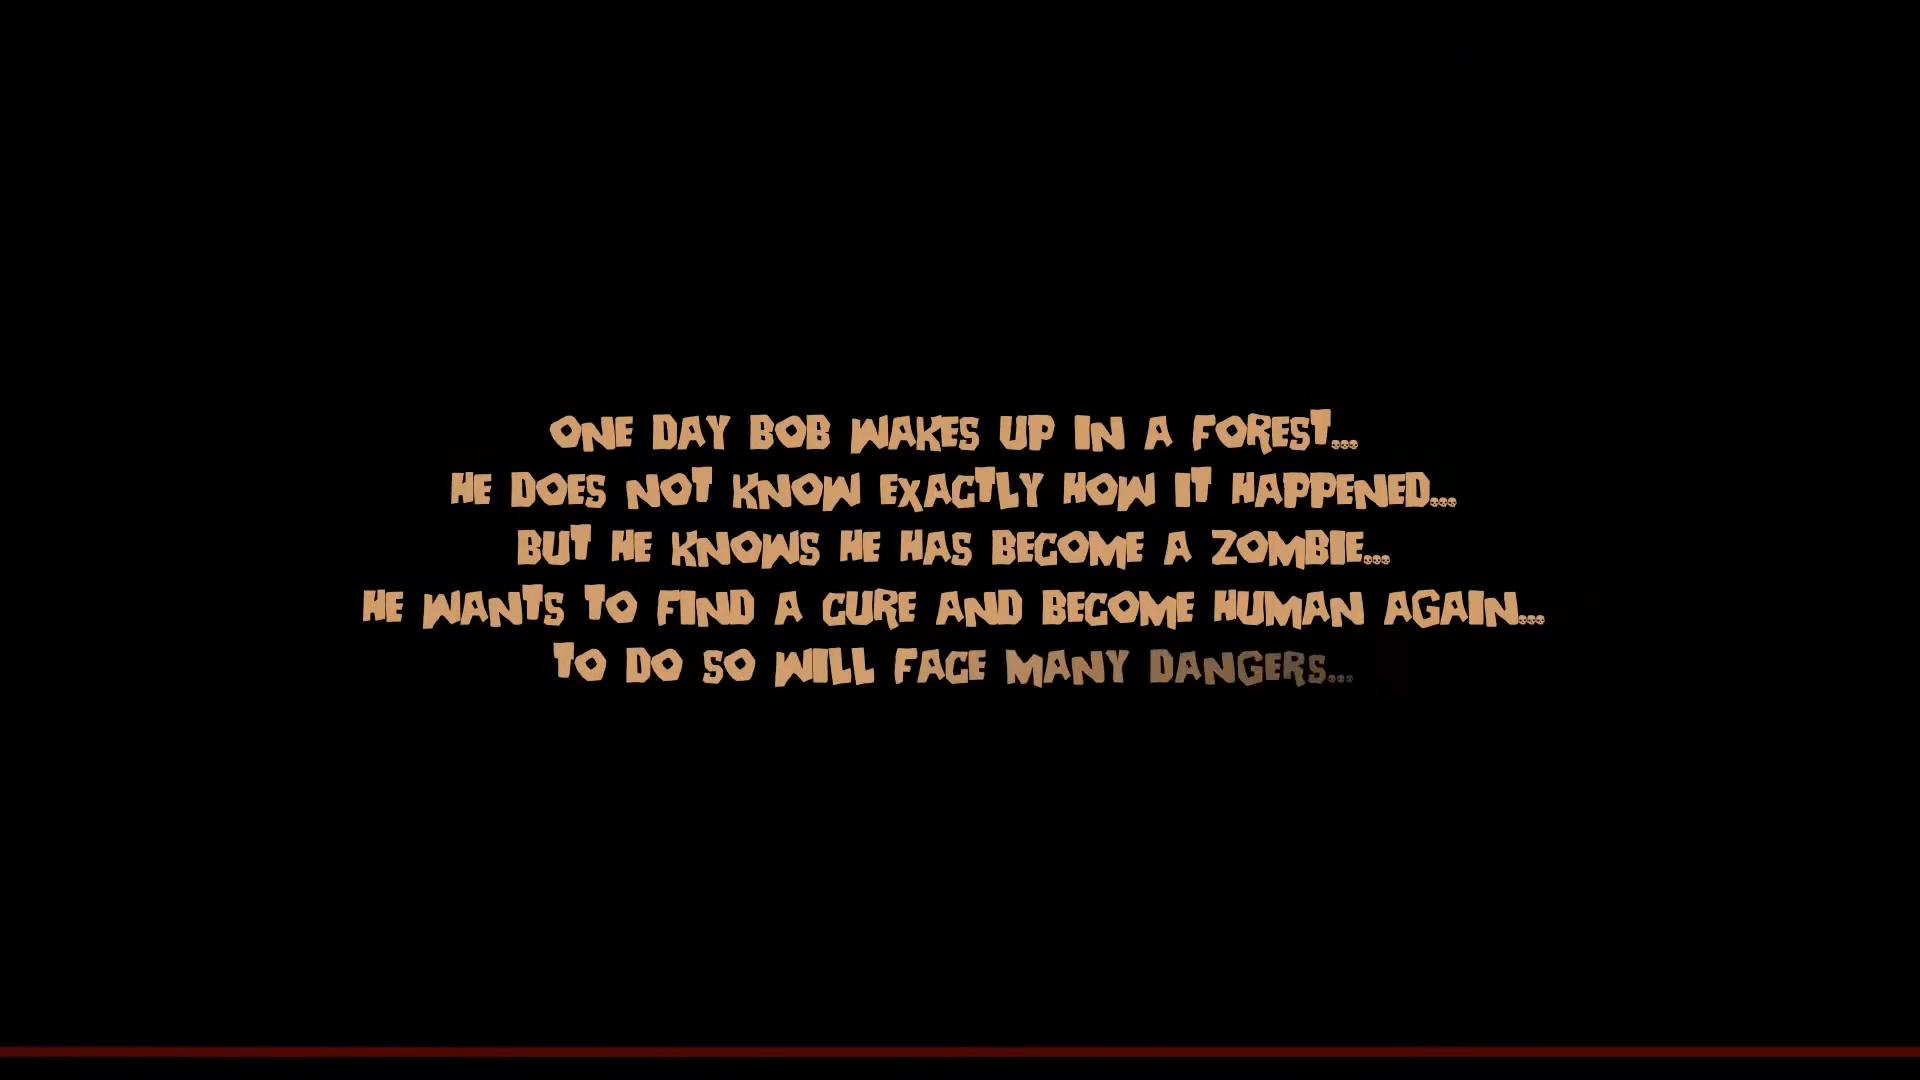 ONE DAY BOB WAKES UP IN A FOREST...
HE DOES NOT KNOW EXACTLY HOW IT HAPPENED...
BUT HE KNOWS HE HAS BECOME A ZOMBIE...
HE WANTS TO FIND A CURE AND BECOME HUMAN AGAIN...
TO DO SO WILL FACE MANY DANGERS...